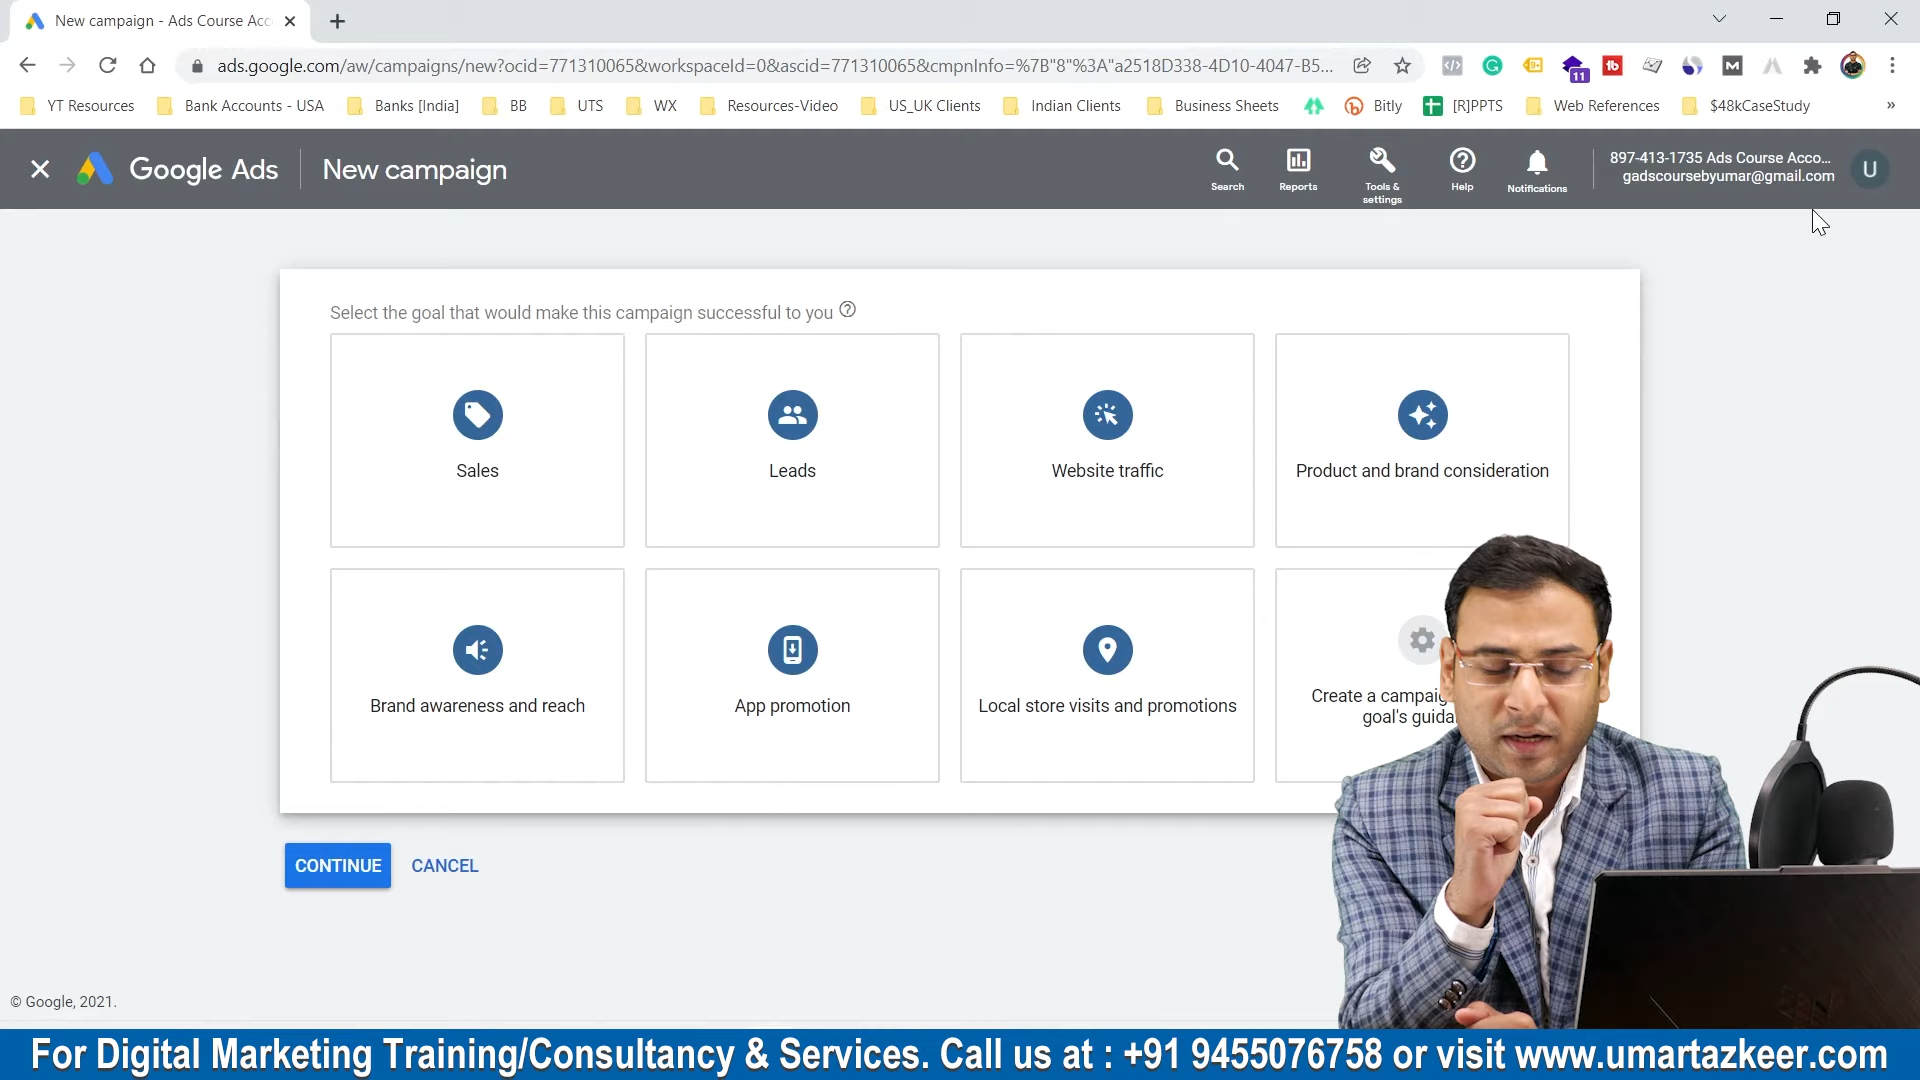 New campaign - Ads Course Acc
ads.google.com/aw/campaigns/new?ocid=771310065&workspaceId=0&ascid=771310065&cmpnInfo=%7B"8"%3A"a2518D338-4D10-4047-B5...
11
YT Resources
Bank Accounts - USA
Banks [India]
BB
UTS
WX
Resources-Video
US_UK Clients
Indian Clients
Business Sheets
Bitly
[R]PPTS
Web References
$48kCaseStudy
»
Google Ads
New campaign
Search
Reports
Tools &
settings
Help
Notifications
897-413-1735 Ads Course Acco...
gadscoursebyumar@gmail.com
U
Select the goal that would make this campaign successful to you
Sales
Leads
Website traffic
Product and brand consideration
Brand awareness and reach
App promotion
Local store visits and promotions
Create a campaig
goal's guida
CONTINUE
CANCEL
© Google, 2021.
For Digital Marketing Training/Consultancy & Services. Call us at : +91 9455076758 or visit www.umartazkeer.com